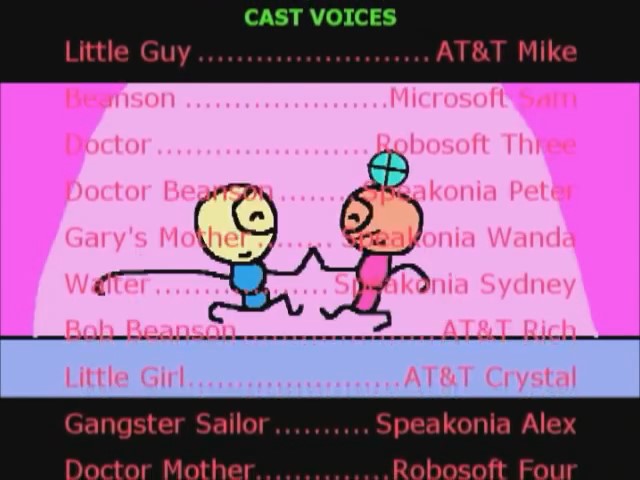 CAST VOICES
Little Guy ....................... AT&T Mike
Beanson ....................Microsoft Sam
Doctor..................... Robosoft Three
Doctor Beanson........Speakonia Peter
Gary's Mother ........ Speakonia Wanda
Walter................. Speakonia Sydney
Bob Beanson.................... AT&T Rich
Little Girl.....................AT&T Crystal
Gangster Sailor .......... Speakonia Alex
Doctor Mother.............Robosoft Four